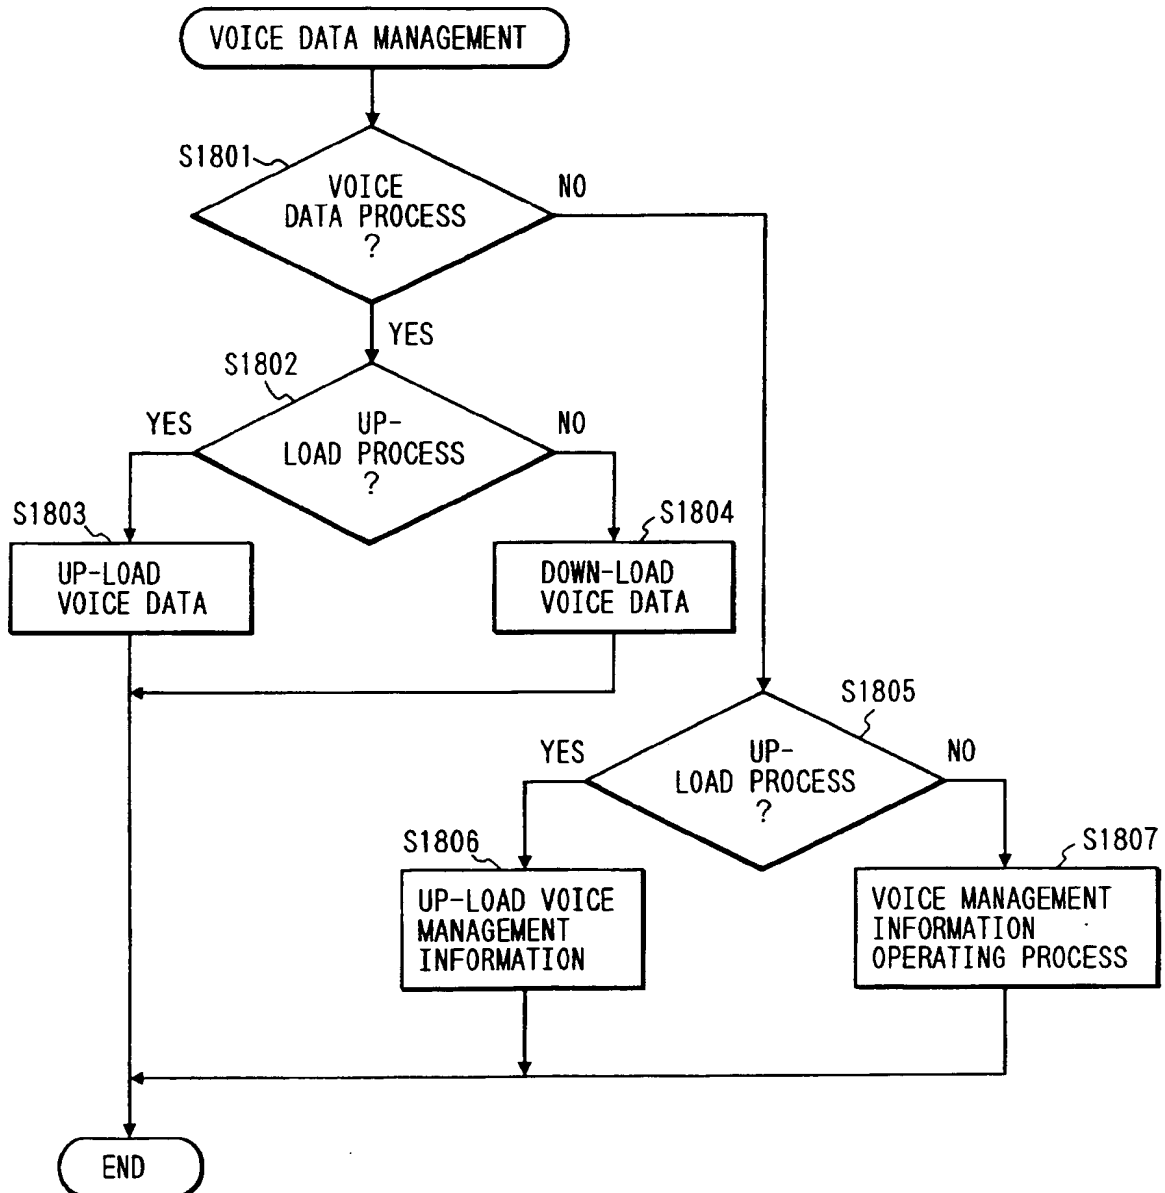 VOICE DATA MANAGEMENT
S1801
VOICE
DATA PROCESS
?
NO
YES
S1802
YES
UP-
LOAD PROCESS
?
NO
S1803
UP-LOAD
VOICE DATA
S1804
DOWN-LOAD
VOICE DATA
S1805
YES
UP-
LOAD PROCESS
?
NO
S1806
UP-LOAD VOICE
MANAGEMENT
INFORMATION
S1807
VOICE MANAGEMENT
INFORMATION
OPERATING PROCESS
END